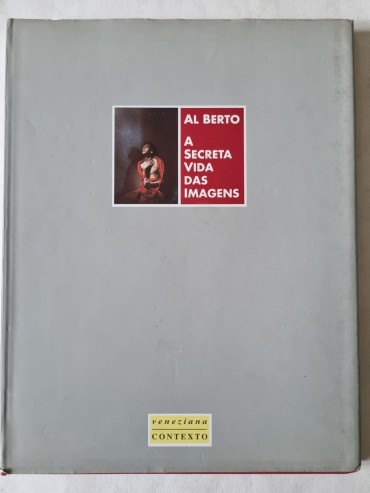 AL BERTO
A
SECRETA
VIDA
DAS
IMAGENS
veneziana
CONTEXTO